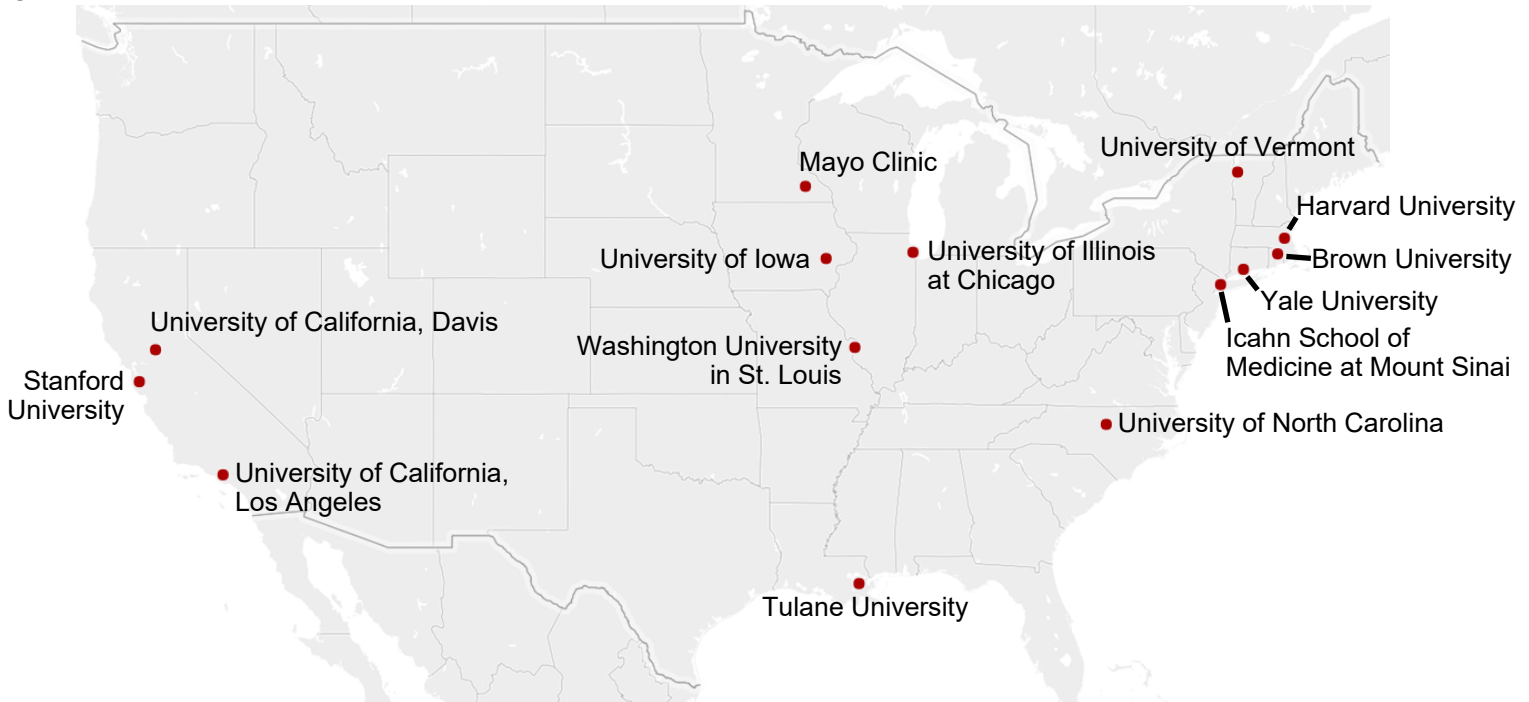 University of Vermont
Mayo Clinic
Harvard University
University of Illinois
at Chicago
University of Iowa
Brown University
Yale University
University of California, Davis
Icahn School of
Medicine at Mount Sinai
Washington University
in St. Louis
Stanford
University
University of North Carolina
University of California,
Los Angeles
Tulane University